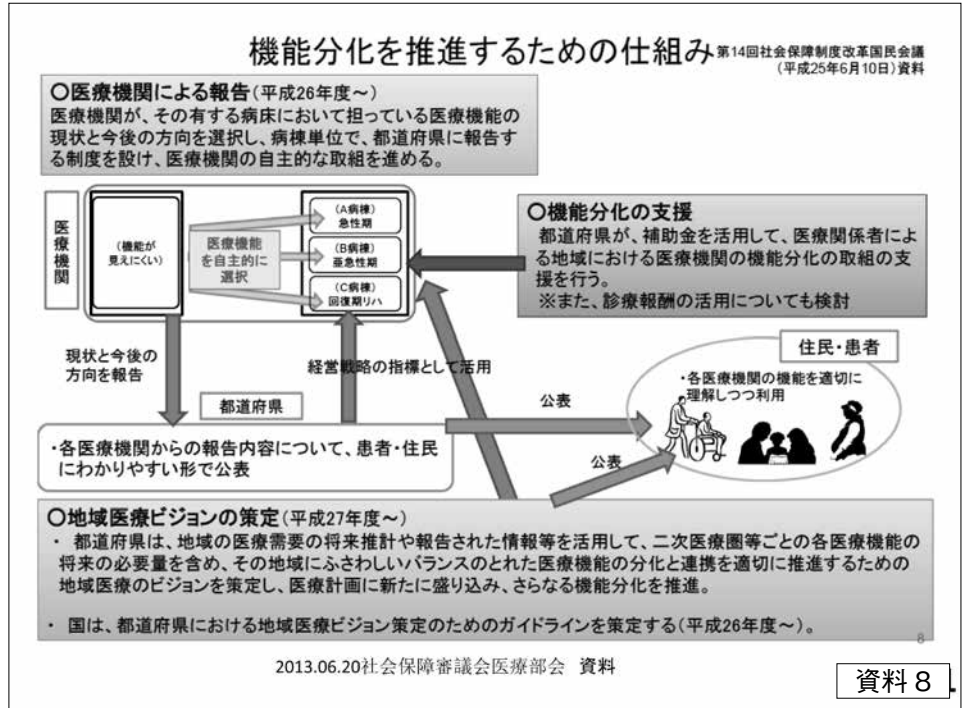 機能分化を推進するための仕組み
第14回社会保障制度改革国民会議
(平成25年6月10日)資料
○医療機関による報告(平成26年度～)
医療機関が、その有する病床において担っている医療機能の
現状と今後の方向を選択し、病棟単位で、都道府県に報告す
る制度を設け、医療機関の自主的な取組を進める。
医療機関
(機能が
見えにくい)
医療機能
を自主的に
選択
(A病棟)
急性期
(B病棟)
亜急性期
(C病棟)
回復期リハ
○機能分化の支援
都道府県が、補助金を活用して、医療関係者によ
る地域における医療機関の機能分化の取組の支
援を行う。
※また、診療報酬の活用についても検討
現状と今後の
方向を報告
経営戦略の指標として活用
都道府県
・各医療機関からの報告内容について、患者・住民
にわかりやすい形で公表
公表
公表
住民・患者
・各医療機関の機能を適切に
理解しつつ利用
○地域医療ビジョンの策定(平成27年度～)
・ 都道府県は、地域の医療需要の将来推計や報告された情報等を活用して、二次医療圏等ごとの各医療機能の
将来の必要量を含め、その地域にふさわしいバランスのとれた医療機能の分化と連携を適切に推進するための
地域医療のビジョンを策定し、医療計画に新たに盛り込み、さらなる機能分化を推進。
・ 国は、都道府県における地域医療ビジョン策定のためのガイドラインを策定する(平成26年度～)。
8
2013.06.20社会保障審議会医療部会 資料
資料8